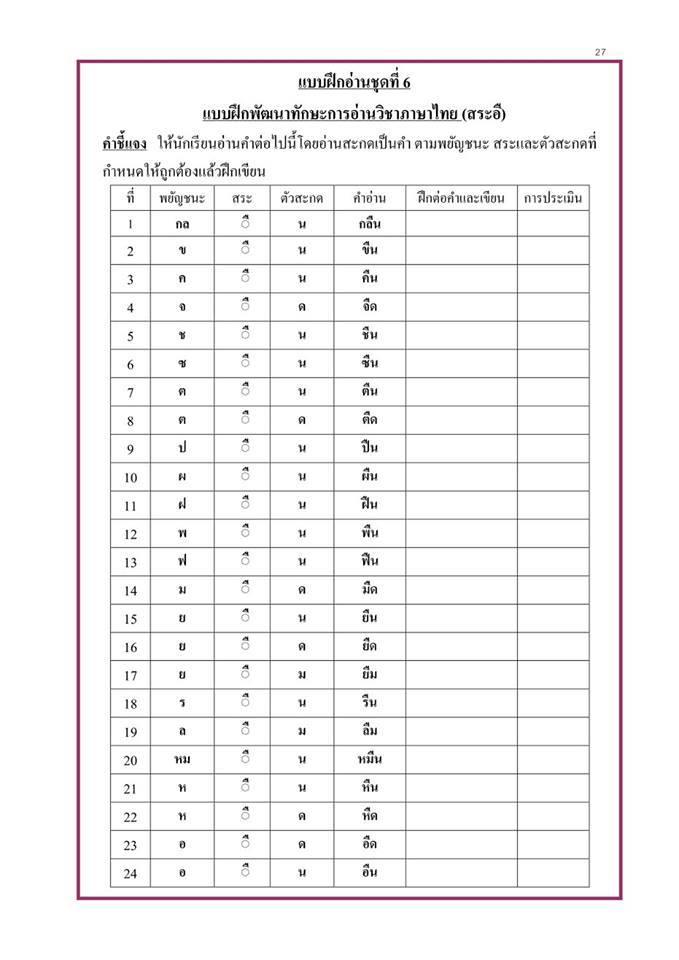 27
แบบฝึกอ่านชุดที่ 6
แบบฝึกพัฒนาทักษะการอ่านวิชาภาษาไทย (สระอื)
คำชี้แจง ให้นักเรียนอ่านคำต่อไปนี้โดยอ่านสะกดเป็นคำ ตามพยัญชนะ สระและตัวสะกดที่
กำหนดให้ถูกต้องแล้วฝึกเขียน
ที่ พยัญชนะ สระ ตัวสะกด คำอ่าน ฝึกต่อคำและเขียน การประเมิน
1 กล ื น กลืน
2 ข ื น ขืน
3 ค ื น คืน
4 จ ื ด จืด
5 ช ื น ชืน
6 ซ ื น ซืน
7 ต ื น ตืน
8 ต ื ด ตืด
9 ป ื น ปืน
10 ผ ื น ผืน
11 ฝ ื น ฝืน
12 พ ื น พืน
13 ฟ ื น ฟืน
14 ม ื ด มืด
15 ย ื น ยืน
16 ย ื ด ยืด
17 ย ื ม ยืม
18 ร ื น รืน
19 ล ื ม ลืม
20 หม ื น หมืน
21 ห ื น หืน
22 ห ื ด หืด
23 อ ื ด อืด
24 อ ื น อืน